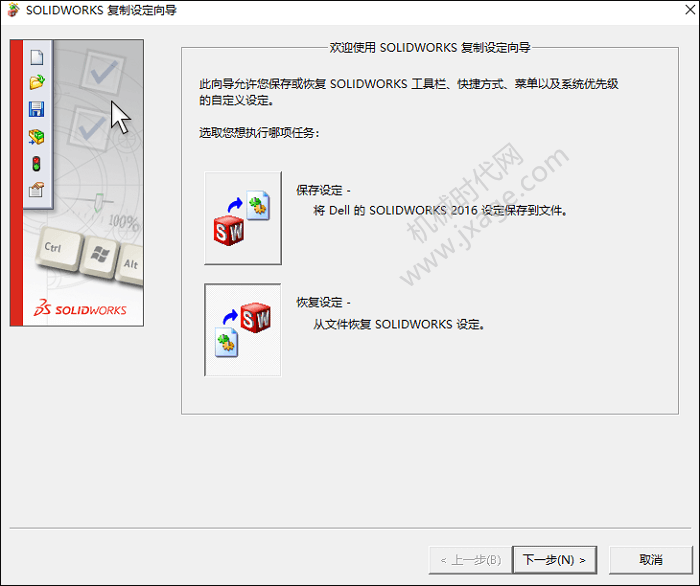 SOLIDWORKS 复制设定向导
欢迎使用 SOLIDWORKS 复制设定向导
此向导允许您保存或恢复 SOLIDWORKS 工具栏、快捷方式、菜单以及系统优先级
的自定义设定。
选取您想执行哪项任务:
保存设定 -
将 Dell 的 SOLIDWORKS 2016 设定保存到文件。
恢复设定 -
从文件恢复 SOLIDWORKS 设定。
100%
Ctrl
Alt
SOLIDWORKS
SW
SW
机械时代网
www.jxage.com
< 上一步(B)
下一步(N) >
取消